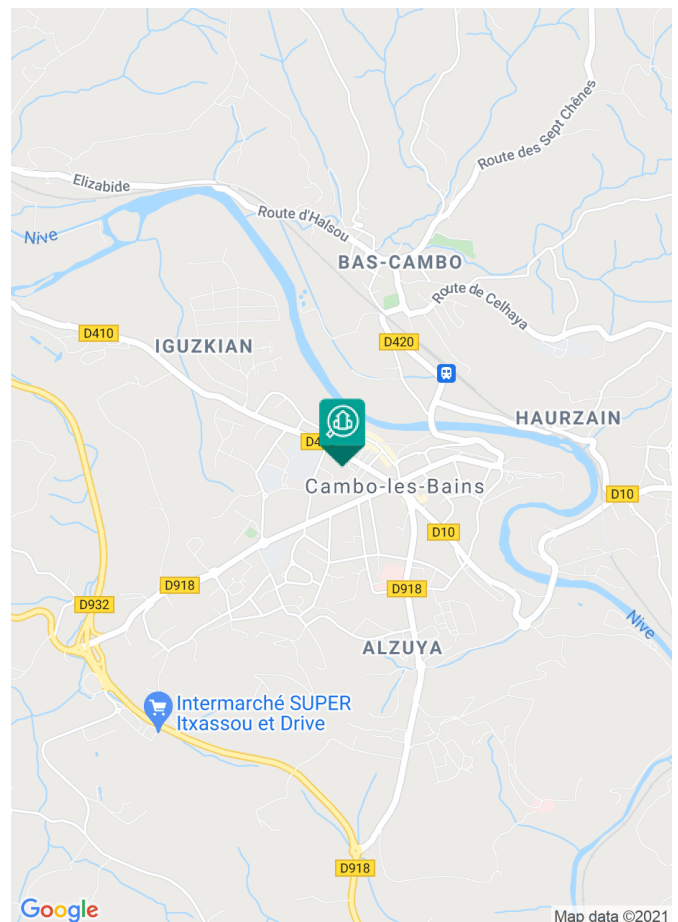 Route des Sept Chênes
Elizabide
Route d'Halsou
Nive
BAS-CAMBO
Route de Celhaya
D410
D420
IGUZKIAN
HAURZAIN
D4
Cambo-les-Bains
D10
D10
D918
D918
D932
Nive
ALZUYA
Intermarché SUPER
Itxassou et Drive
D918
Google
Map data ©2021